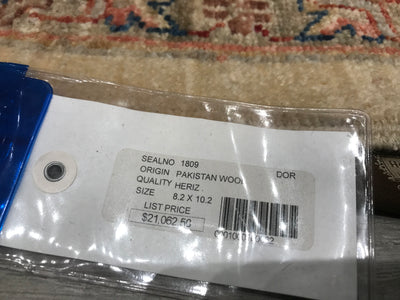 SEALNO 1809
ORIGIN PAKISTAN WOOL DOR
QUALITY HERIZ .
SIZE 8.2 X 10.2
LIST PRICE
$21,062.50